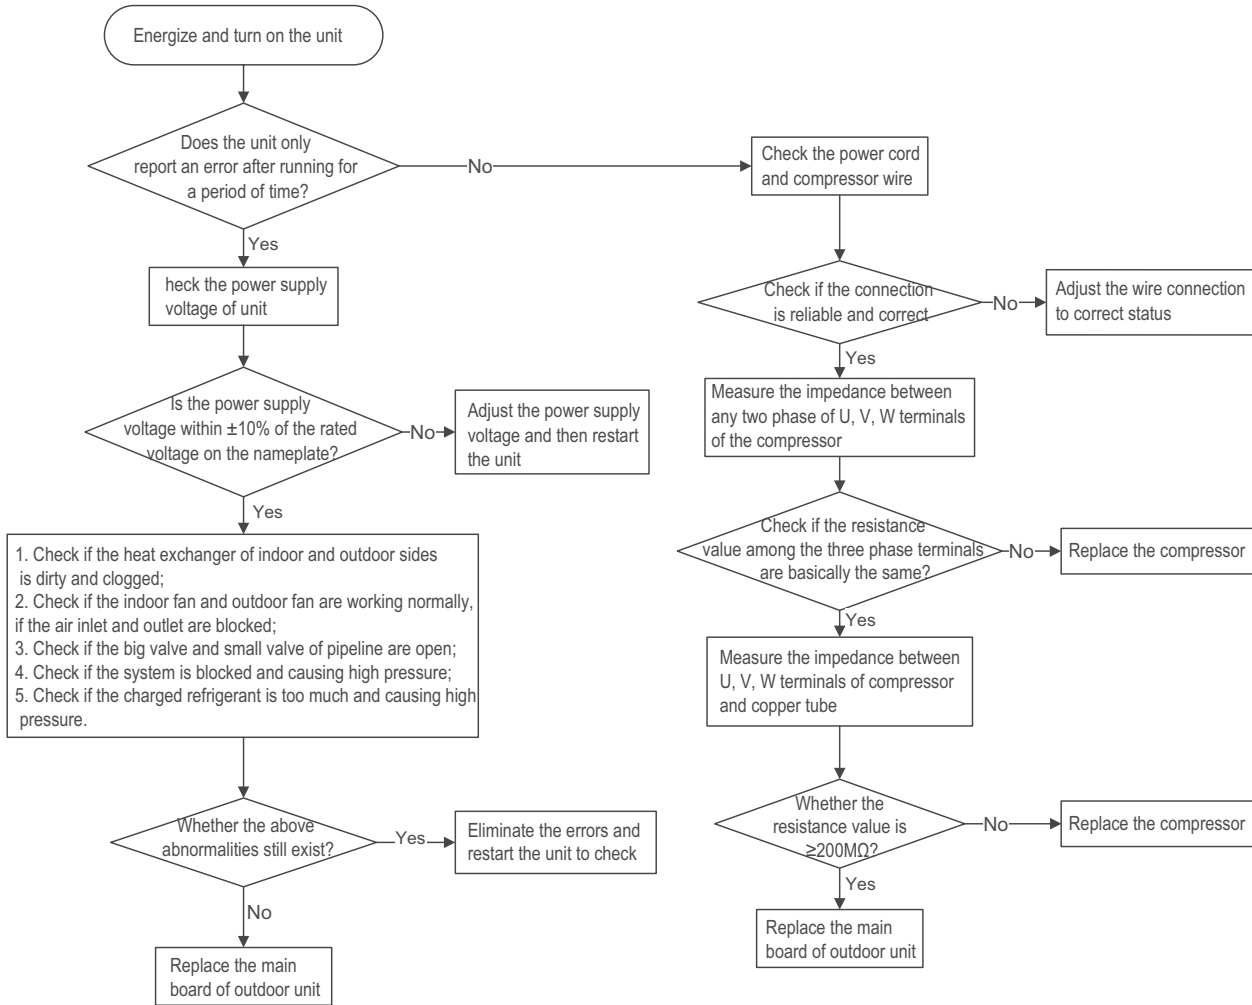 Energize and turn on the unit
Does the unit only
report an error after running for
a period of time?
No
Check the power cord
and compressor wire
Yes
heck the power supply
voltage of unit
Check if the connection
is reliable and correct
No
Adjust the wire connection
to correct status
Yes
Is the power supply
voltage within ±10% of the rated
voltage on the nameplate?
No
Adjust the power supply
voltage and then restart
the unit
Measure the impedance between
any two phase of U, V, W terminals
of the compressor
Yes
Check if the resistance
value among the three phase terminals
are basically the same?
No
Replace the compressor
1. Check if the heat exchanger of indoor and outdoor sides
is dirty and clogged;
2. Check if the indoor fan and outdoor fan are working normally,
if the air inlet and outlet are blocked;
3. Check if the big valve and small valve of pipeline are open;
4. Check if the system is blocked and causing high pressure;
5. Check if the charged refrigerant is too much and causing high
pressure.
Yes
Measure the impedance between
U, V, W terminals of compressor
and copper tube
Whether the above
abnormalities still exist?
Yes
Eliminate the errors and
restart the unit to check
Whether the
resistance value is
≥200MΩ?
No
Replace the compressor
No
Yes
Replace the main
board of outdoor unit
Replace the main
board of outdoor unit